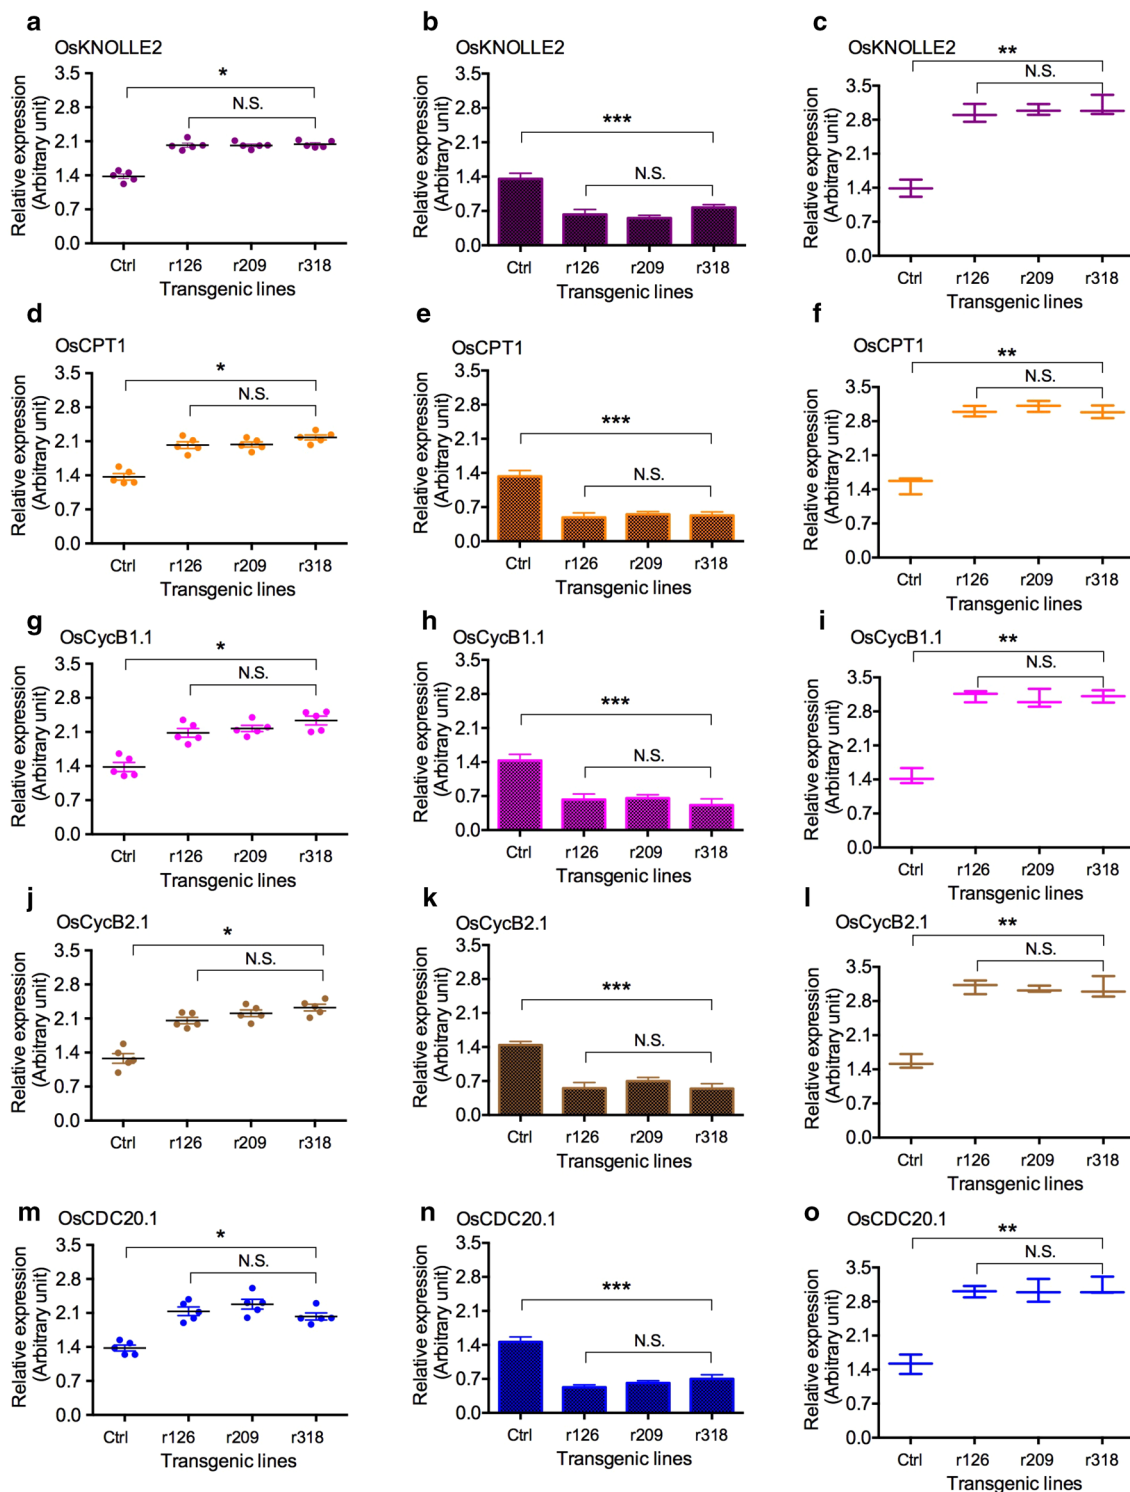 a
OsKNOLLE2
Relative expression
(Arbitrary unit)
3.5
2.8
2.1
1.4
0.7
0.0
*
N.S.
Ctrl r126 r209 r318
Transgenic lines
b
OsKNOLLE2
Relative expression
(Arbitrary unit)
3.5
2.8
2.1
1.4
0.7
0.0
***
N.S.
Ctrl r126 r209 r318
Transgenic lines
c
OsKNOLLE2
Relative expression
(Arbitrary unit)
3.5
2.8
2.1
1.4
0.7
0.0
**
N.S.
Ctrl r126 r209 r318
Transgenic lines
d
OsCPT1
Relative expression
(Arbitrary unit)
3.5
2.8
2.1
1.4
0.7
0.0
*
N.S.
Ctrl r126 r209 r318
Transgenic lines
e
OsCPT1
Relative expression
(Arbitrary unit)
3.5
2.8
2.1
1.4
0.7
0.0
***
N.S.
Ctrl r126 r209 r318
Transgenic lines
f
OsCPT1
Relative expression
(Arbitrary unit)
3.5
2.8
2.1
1.4
0.7
0.0
**
N.S.
Ctrl r126 r209 r318
Transgenic lines
g
OsCycB1.1
Relative expression
(Arbitrary unit)
3.5
2.8
2.1
1.4
0.7
0.0
*
N.S.
Ctrl r126 r209 r318
Transgenic lines
h
OsCycB1.1
Relative expression
(Arbitrary unit)
3.5
2.8
2.1
1.4
0.7
0.0
***
N.S.
Ctrl r126 r209 r318
Transgenic lines
i
OsCycB1.1
Relative expression
(Arbitrary unit)
3.5
2.8
2.1
1.4
0.7
0.0
**
N.S.
Ctrl r126 r209 r318
Transgenic lines
j
OsCycB2.1
Relative expression
(Arbitrary unit)
3.5
2.8
2.1
1.4
0.7
0.0
*
N.S.
Ctrl r126 r209 r318
Transgenic lines
k
OsCycB2.1
Relative expression
(Arbitrary unit)
3.5
2.8
2.1
1.4
0.7
0.0
***
N.S.
Ctrl r126 r209 r318
Transgenic lines
l
OsCycB2.1
Relative expression
(Arbitrary unit)
3.5
2.8
2.1
1.4
0.7
0.0
**
N.S.
Ctrl r126 r209 r318
Transgenic lines
m
OsCDC20.1
Relative expression
(Arbitrary unit)
3.5
2.8
2.1
1.4
0.7
0.0
*
N.S.
Ctrl r126 r209 r318
Transgenic lines
n
OsCDC20.1
Relative expression
(Arbitrary unit)
3.5
2.8
2.1
1.4
0.7
0.0
***
N.S.
Ctrl r126 r209 r318
Transgenic lines
o
OsCDC20.1
Relative expression
(Arbitrary unit)
3.5
2.8
2.1
1.4
0.7
0.0
**
N.S.
Ctrl r126 r209 r318
Transgenic lines